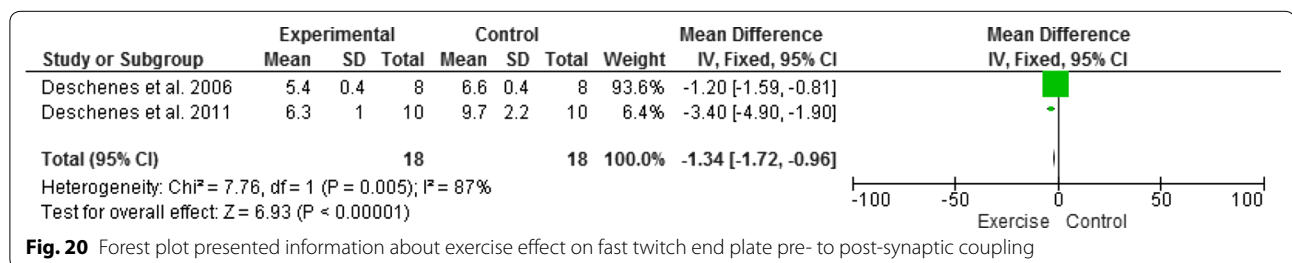 Experimental Control Mean Difference Mean Difference
Study or Subgroup Mean SD Total Mean SD Total Weight IV, Fixed, 95% CI IV, Fixed, 95% CI
Deschenes et al. 2006 5.4 0.4 8 6.6 0.4 8 93.6% -1.20 [-1.59, -0.81]
Deschenes et al. 2011 6.3 1 10 9.7 2.2 10 6.4% -3.40 [-4.90, -1.90]
Total (95% CI) 18 18 100.0% -1.34 [-1.72, -0.96]
Heterogeneity: Chi² = 7.76, df = 1 (P = 0.005); I² = 87%
Test for overall effect: Z = 6.93 (P < 0.00001)
-100 -50 0 50 100
Exercise Control
Fig. 20 Forest plot presented information about exercise effect on fast twitch end plate pre- to post-synaptic coupling